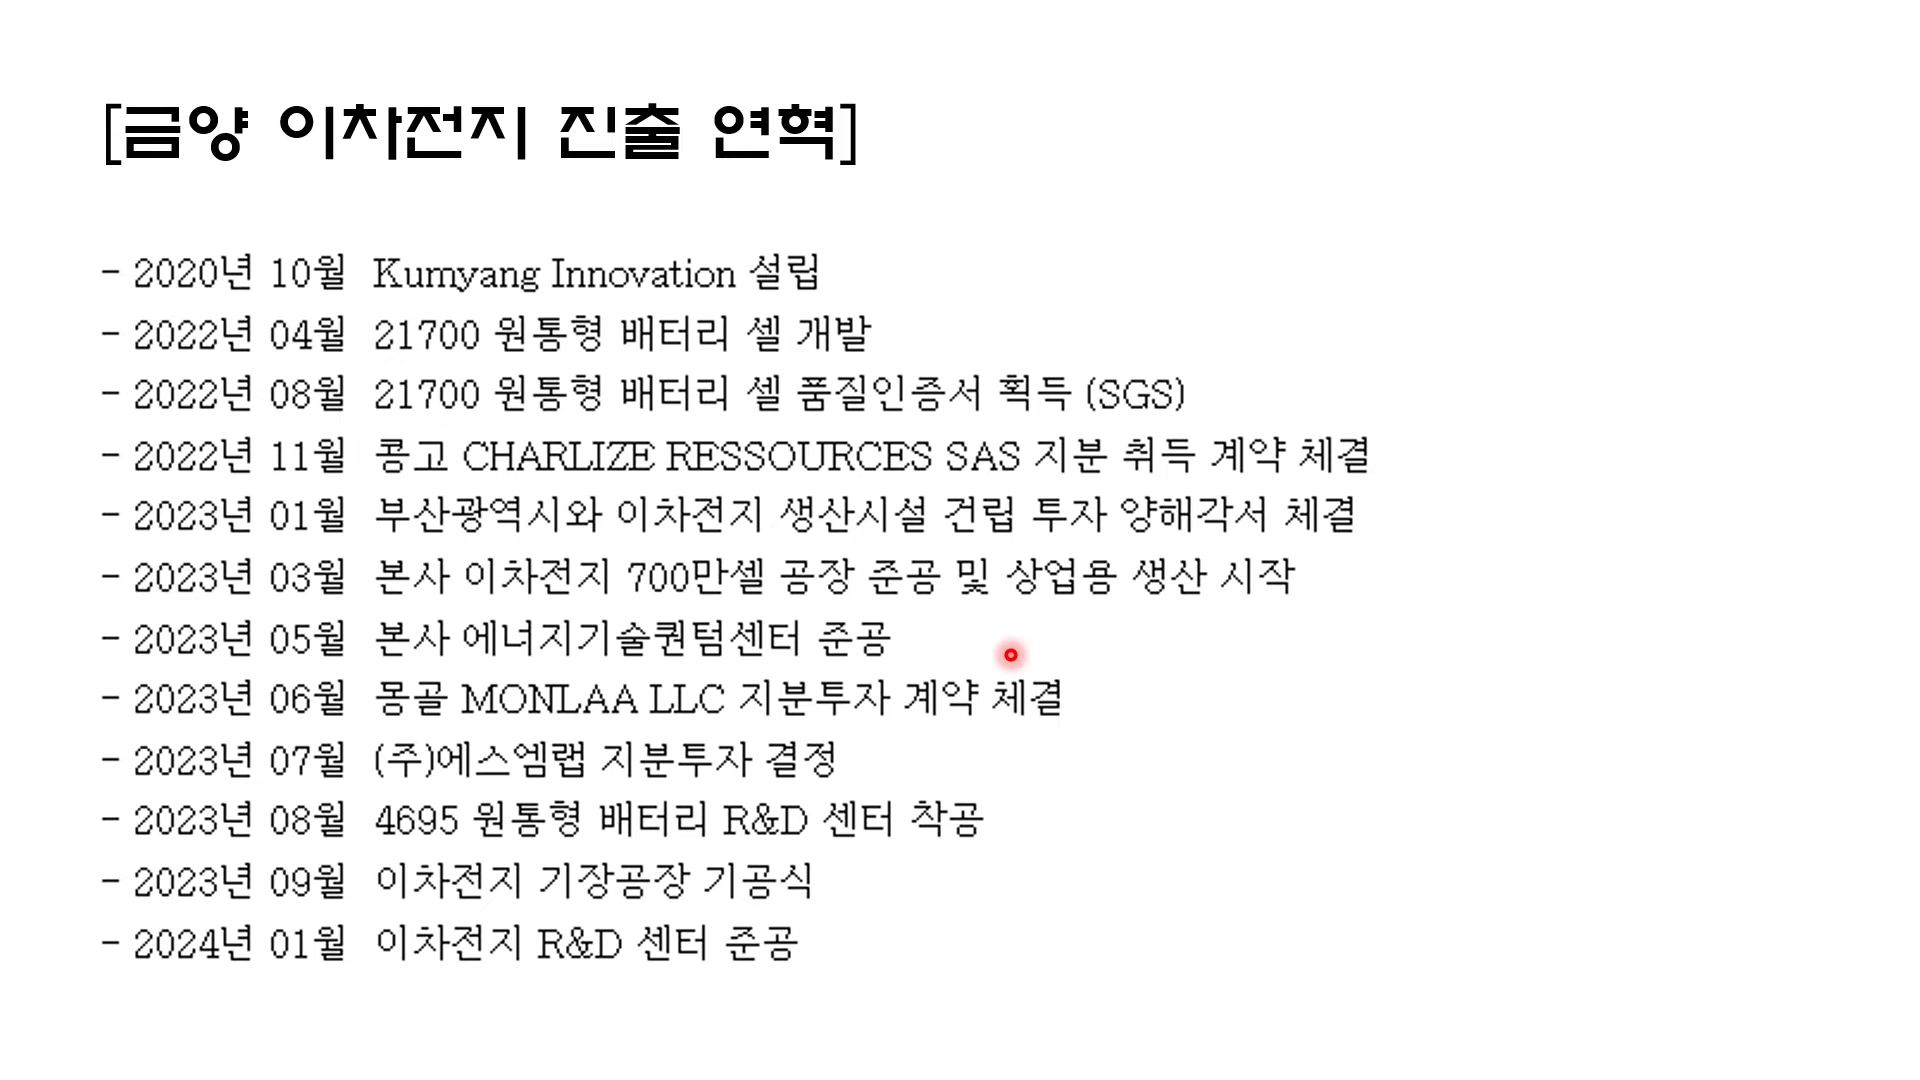 [금양 이차전지 진출 연혁]
- 2020년 10월 Kumyang Innovation 설립
- 2022년 04월 21700 원통형 배터리 셀 개발
- 2022년 08월 21700 원통형 배터리 셀 품질인증서 획득 (SGS)
- 2022년 11월 콩고 CHARLIZE RESSOURCES SAS 지분 취득 계약 체결
- 2023년 01월 부산광역시와 이차전지 생산시설 건립 투자 양해각서 체결
- 2023년 03월 본사 이차전지 700만셀 공장 준공 및 상업용 생산 시작
- 2023년 05월 본사 에너지기술퀀텀센터 준공
- 2023년 06월 몽골 MONLAA LLC 지분투자 계약 체결
- 2023년 07월 (주)에스엠랩 지분투자 결정
- 2023년 08월 4695 원통형 배터리 R&D 센터 착공
- 2023년 09월 이차전지 기장공장 기공식
- 2024년 01월 이차전지 R&D 센터 준공